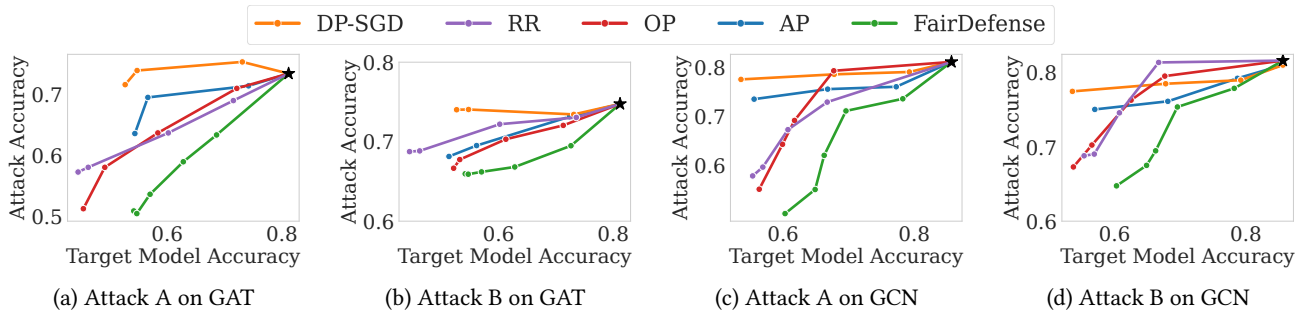 DP-SGD RR OP AP FairDefense
Attack Accuracy
0.7
0.6
0.5
0.6 0.8
Target Model Accuracy
(a) Attack A on GAT
Attack Accuracy
0.8
0.7
0.6
0.6 0.8
Target Model Accuracy
(b) Attack B on GAT
Attack Accuracy
0.8
0.7
0.6
0.6 0.8
Target Model Accuracy
(c) Attack A on GCN
Attack Accuracy
0.8
0.7
0.6
0.6 0.8
Target Model Accuracy
(d) Attack B on GCN